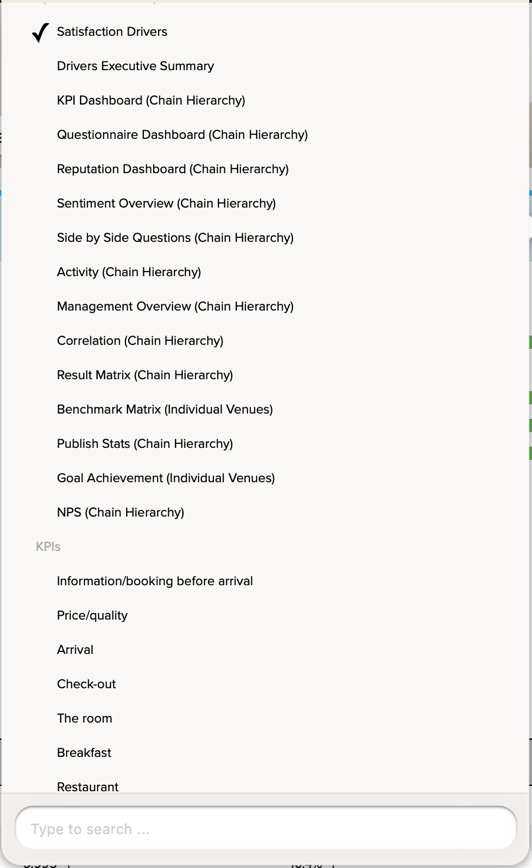 Satisfaction Drivers
Drivers Executive Summary
KPI Dashboard (Chain Hierarchy)
Questionnaire Dashboard (Chain Hierarchy)
Reputation Dashboard (Chain Hierarchy)
Sentiment Overview (Chain Hierarchy)
Side by Side Questions (Chain Hierarchy)
Activity (Chain Hierarchy)
Management Overview (Chain Hierarchy)
Correlation (Chain Hierarchy)
Result Matrix (Chain Hierarchy)
Benchmark Matrix (Individual Venues)
Publish Stats (Chain Hierarchy)
Goal Achievement (Individual Venues)
NPS (Chain Hierarchy)
KPIs
Information/booking before arrival
Price/quality
Arrival
Check-out
The room
Breakfast
Restaurant
Type to search ...